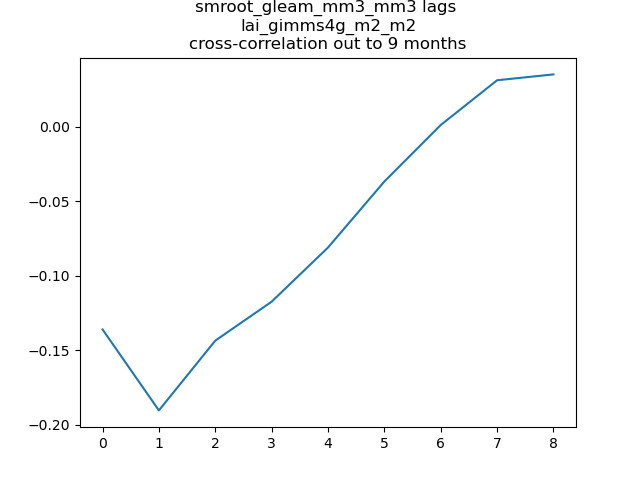 smroot_gleam_mm3_mm3 lags
lai_gimms4g_m2_m2
cross-correlation out to 9 months
0.00
−0.05
−0.10
−0.15
−0.20
0 1 2 3 4 5 6 7 8